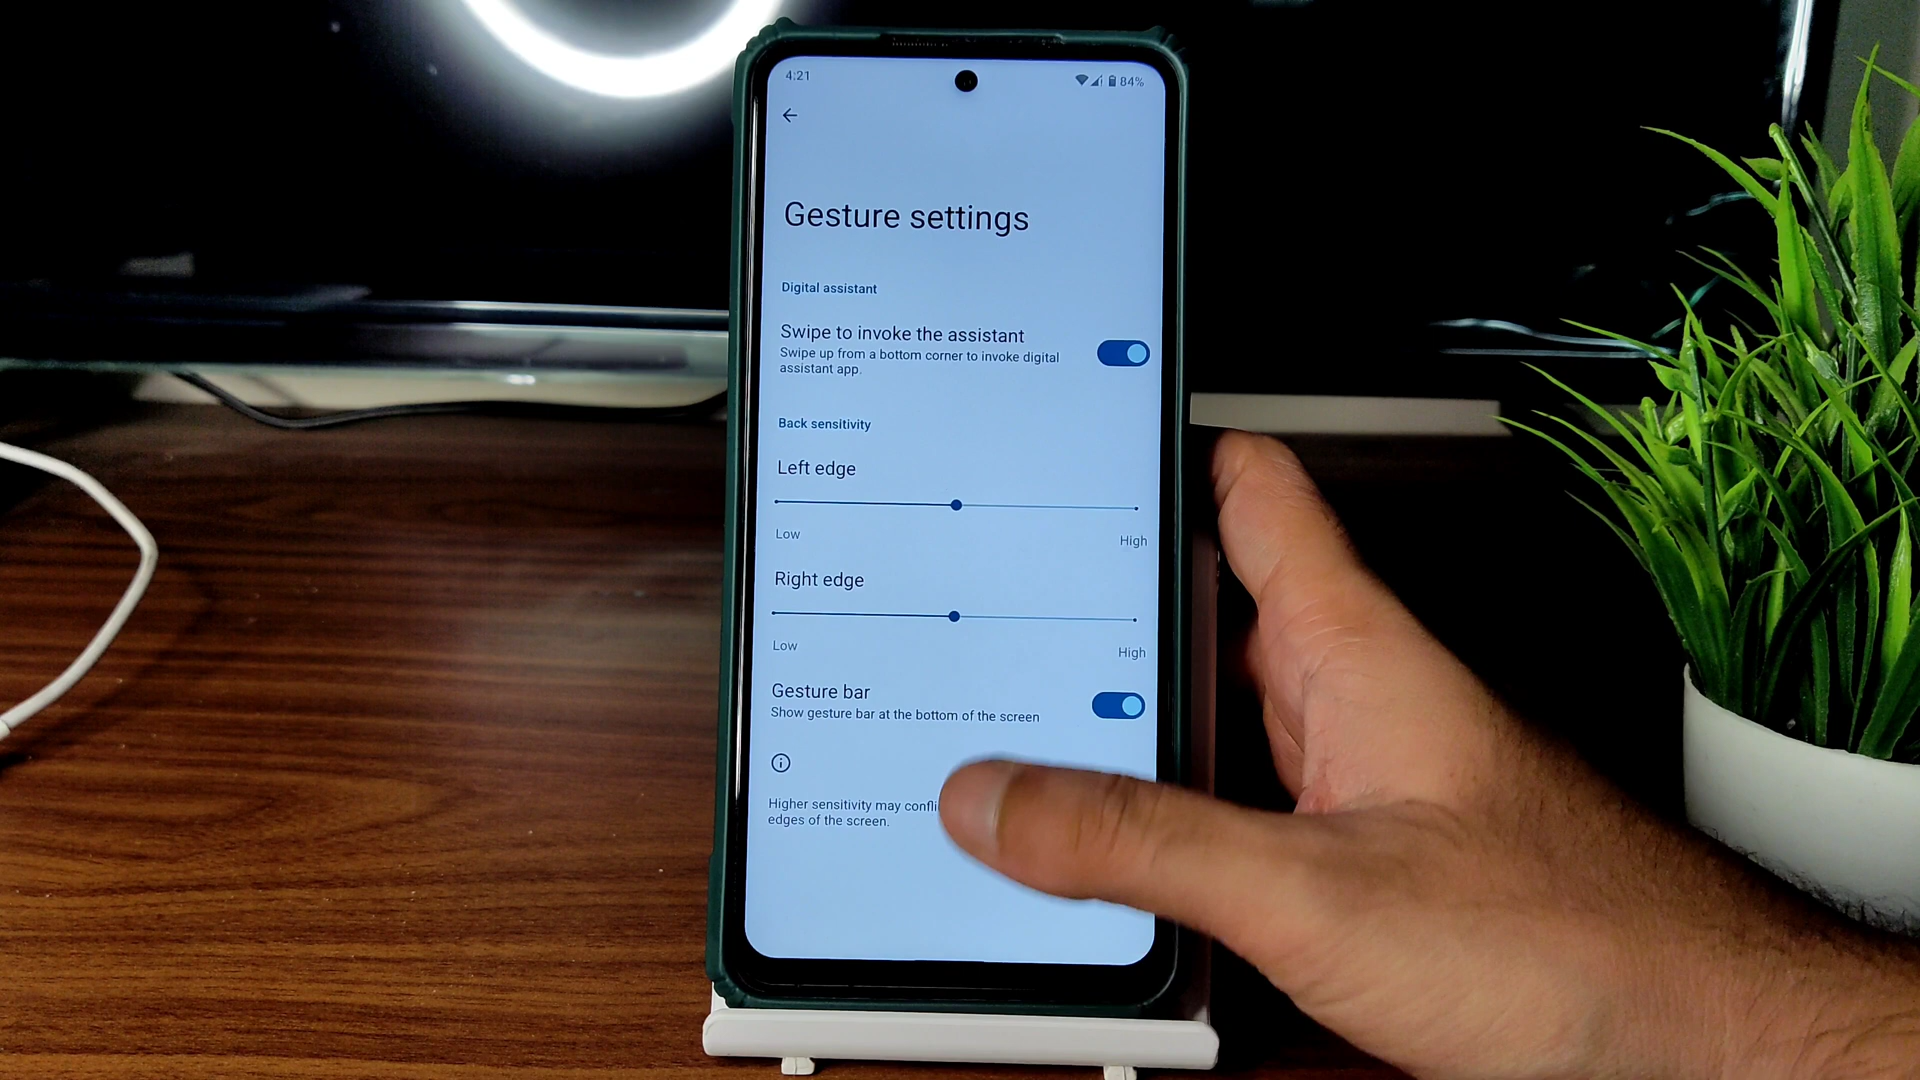 4:21
84%
Gesture settings
Digital assistant
Swipe to invoke the assistant
Swipe up from a bottom corner to invoke digital
assistant app.
Back sensitivity
Left edge
Low
High
Right edge
Low
High
Gesture bar
Show gesture bar at the bottom of the screen
Higher sensitivity may
edges of the screen.